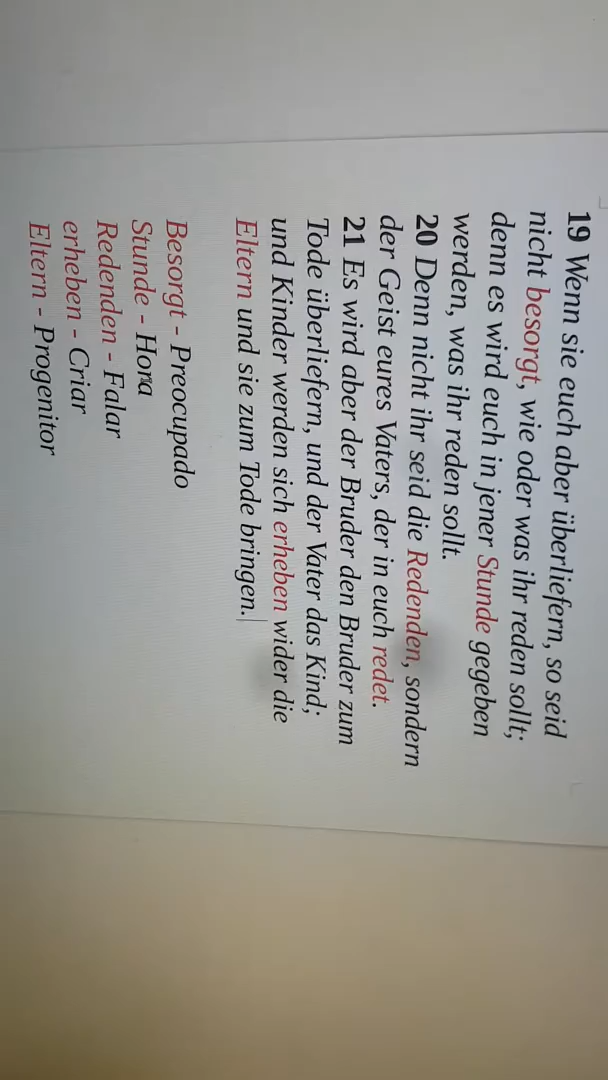 19 Wenn sie euch aber überliefern, so seid
nicht besorgt, wie oder was ihr reden sollt;
denn es wird euch in jener Stunde gegeben
werden, was ihr reden sollt.
20 Denn nicht ihr seid die Redenden, sondern
der Geist eures Vaters, der in euch redet.
21 Es wird aber der Bruder den Bruder zum
Tode überliefern, und der Vater das Kind;
und Kinder werden sich erheben wider die
Eltern und sie zum Tode bringen.
Besorgt - Preocupado
Stunde - Hora
Redenden - Falar
erheben - Criar
Eltern - Progenitor